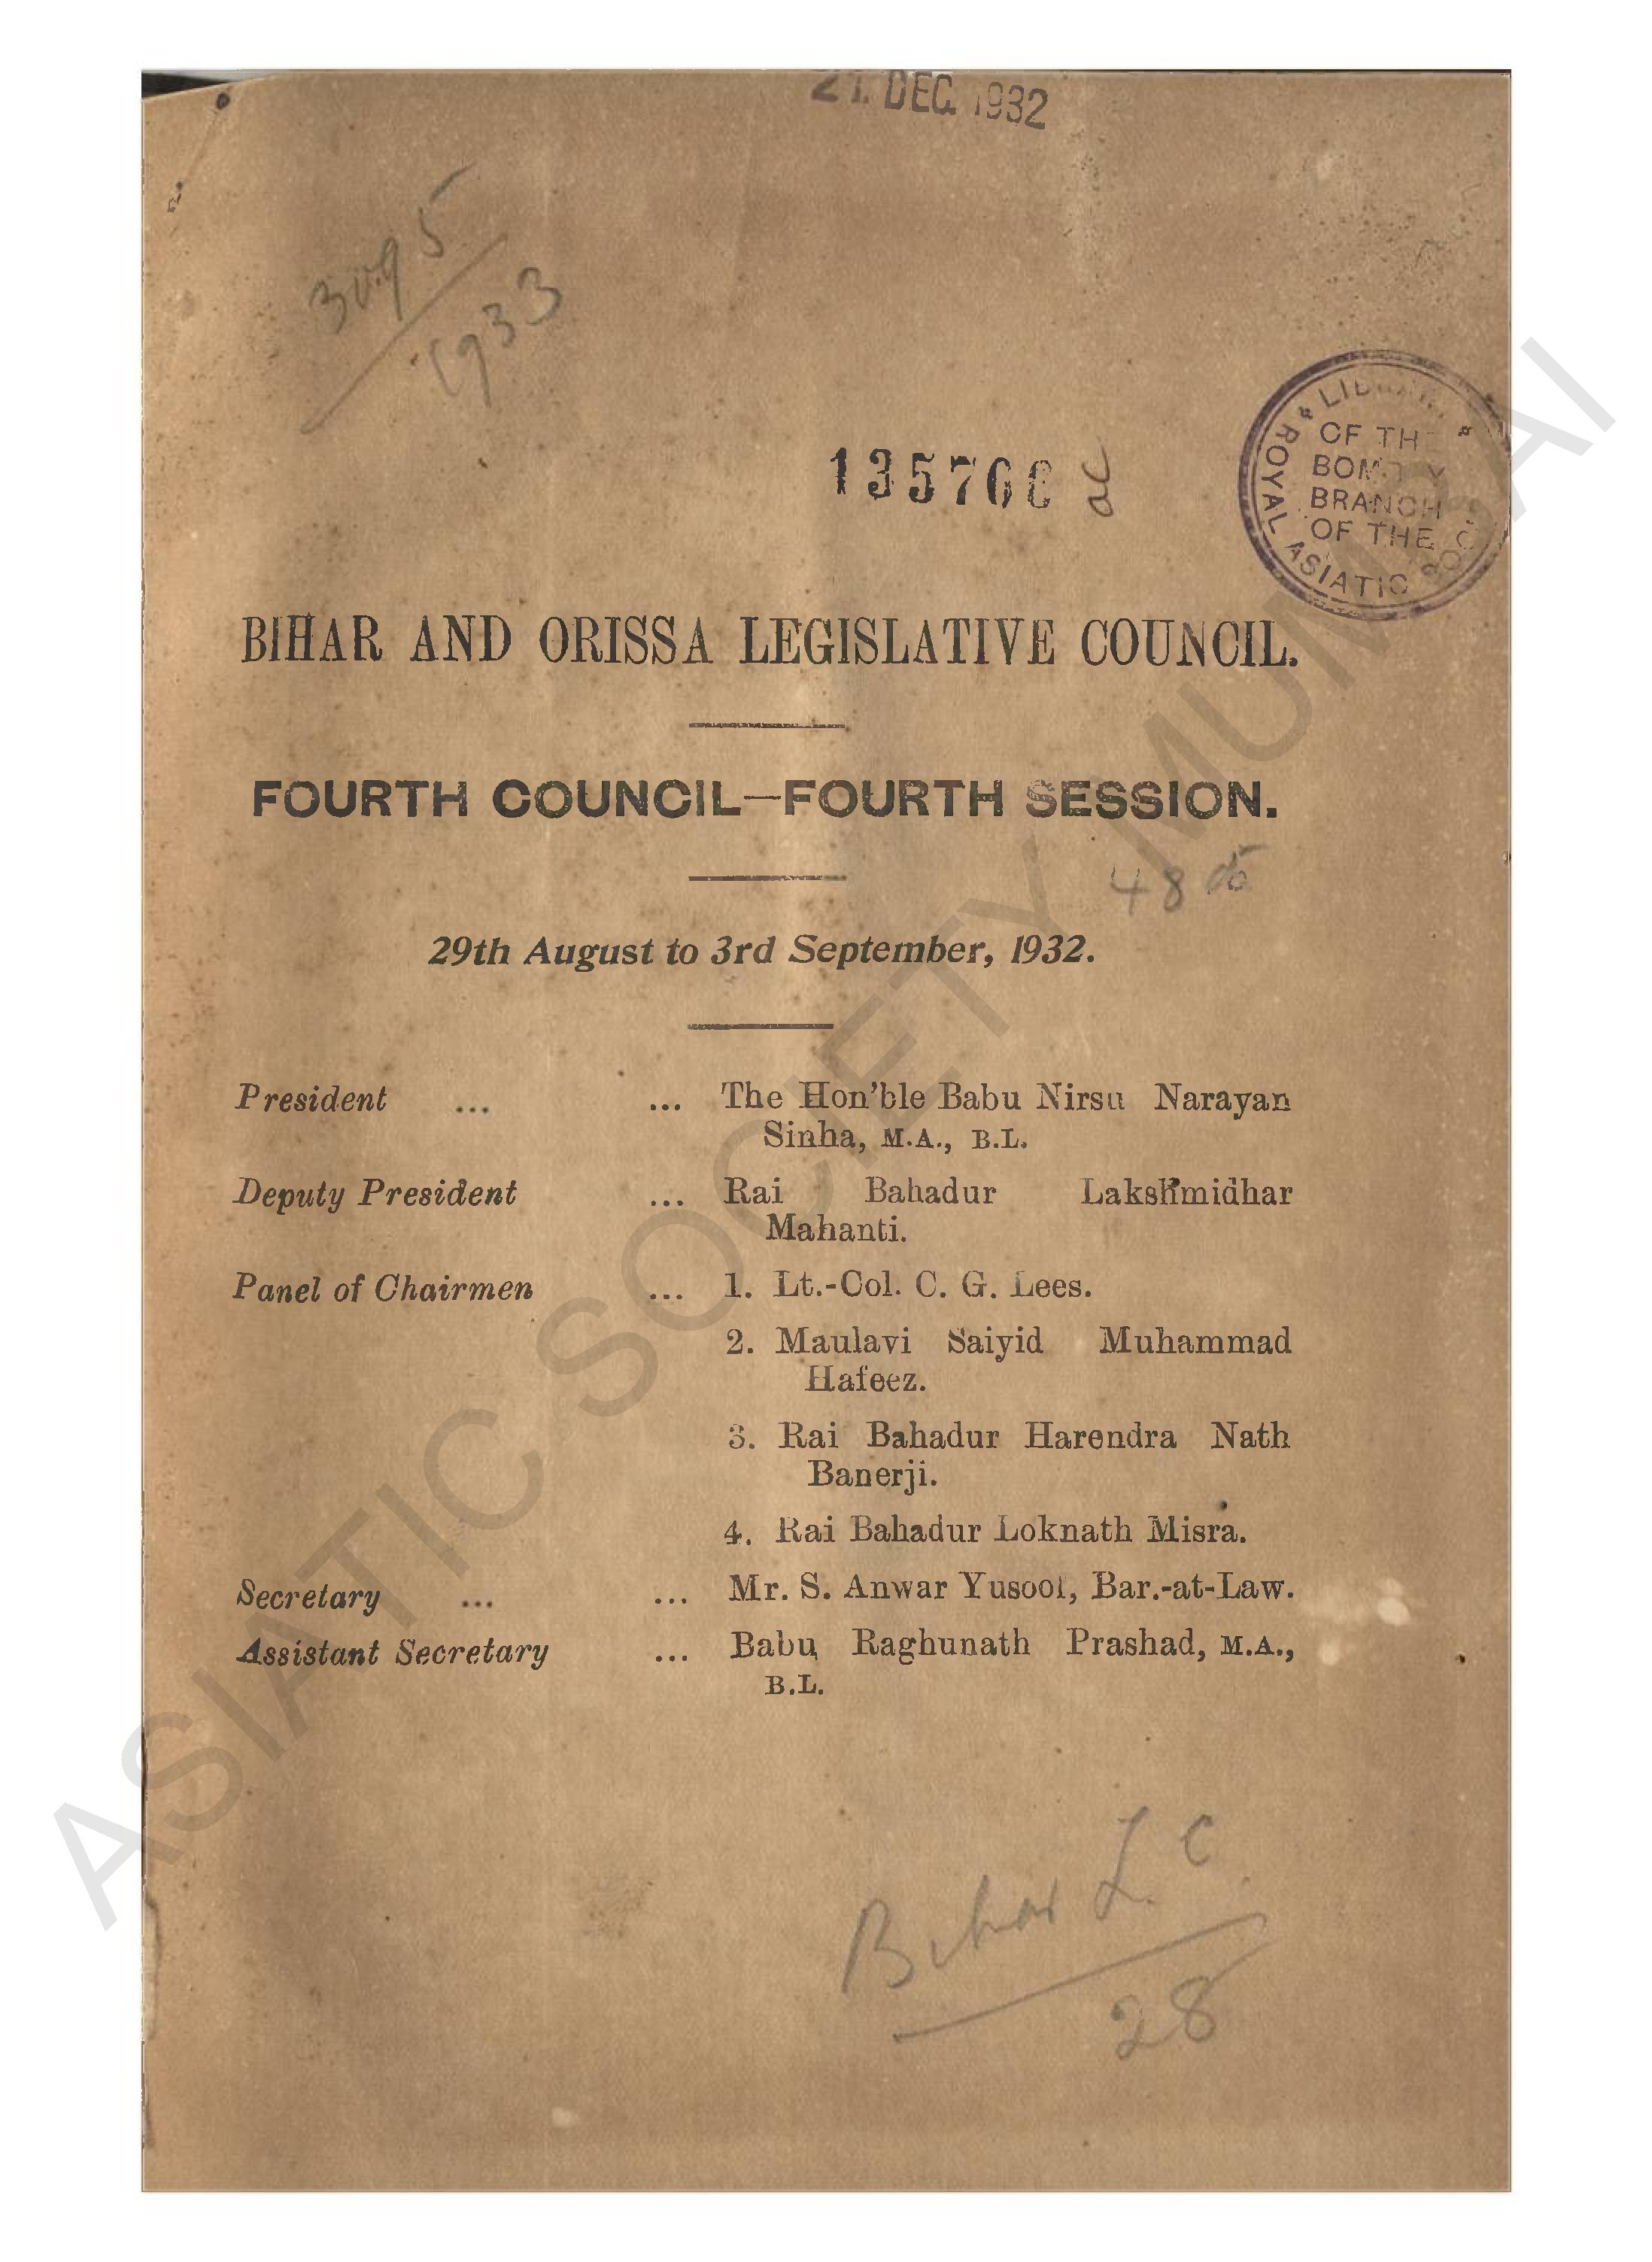 DEC. 1932
1933
BIHAR AND ORISSA LEGISLATIVE COUNCIL.
LIBRARY
OF THE
BOMBAY
BRANCH
OF THE
ROYAL ASIATIC
FOURTH COUNCIL—FOURTH SESSION.
29th August to 3rd September, 1932.
President ... ... The Hon'ble Babu Nirsu Narayan
Sinha, M.A., B.L.
Deputy President ... Rai Bahadur Lakshmidhar
Mahanti.
Panel of Chairmen ... 1. Lt.-Col. C. G. Lees.
2. Maulavi Saiyid Muhammad
Hafeez.
3. Rai Bahadur Harendra Nath
Banerji.
4. Rai Bahadur Loknath Misra.
Secretary ... ... Mr. S. Anwar Yusoof, Bar.-at-Law.
Assistant Secretary ... Babu Raghunath Prashad, M.A.,
B.L.
Bihar L. C.
28
ASIATIC SOCIETY MUMBAI